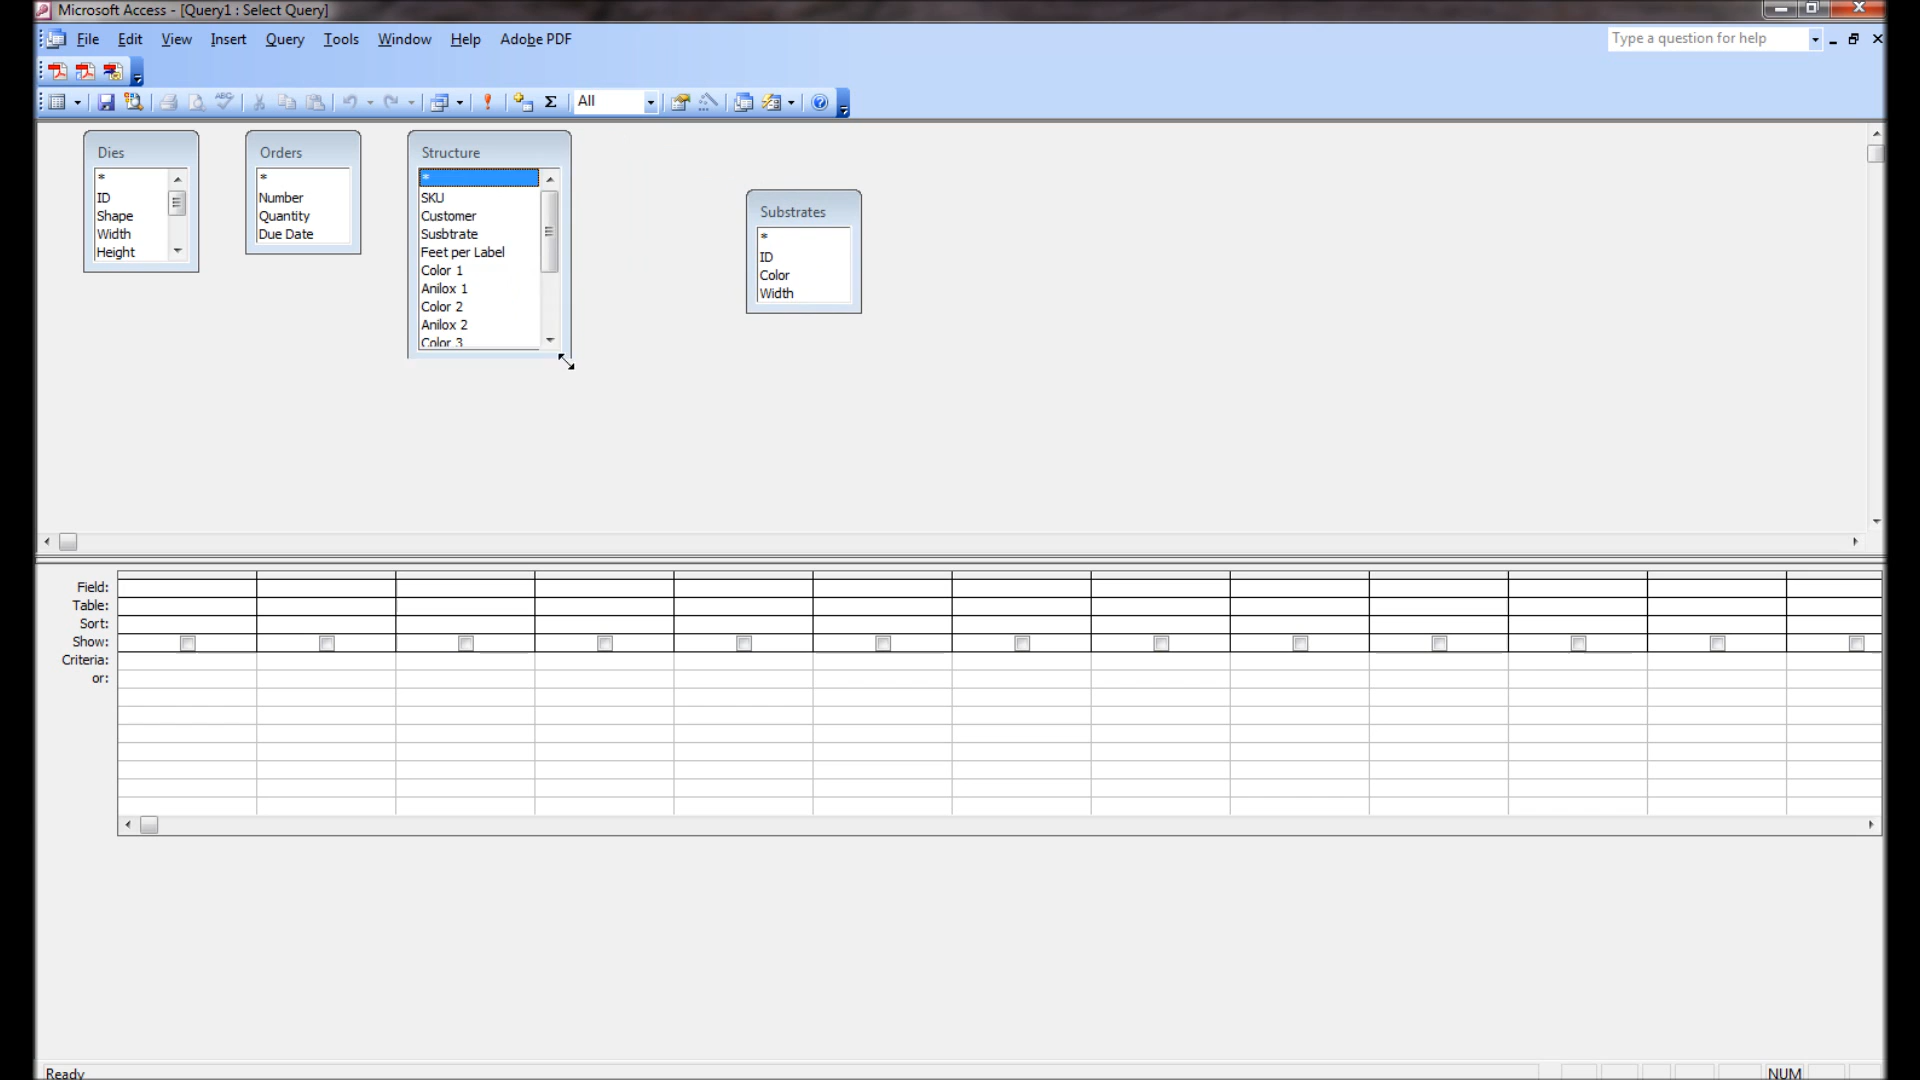 Microsoft Access - [Query1 : Select Query]
File Edit View Insert Query Tools Window Help Adobe PDF
Type a question for help
All
Dies
*
ID
Shape
Width
Height
Orders
*
Number
Quantity
Due Date
Structure
*
SKU
Customer
Susbtrate
Feet per Label
Color 1
Anilox 1
Color 2
Anilox 2
Color 3
Substrates
*
ID
Color
Width
Field:
Table:
Sort:
Show:
Criteria:
or:
Ready
NUM